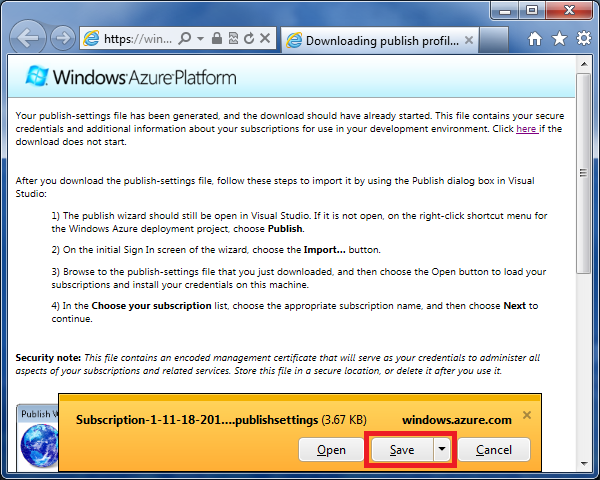 https://win...
Downloading publish profil...
Windows Azure Platform
Your publish-settings file has been generated, and the download should have already started. This file contains your secure
credentials and additional information about your subscriptions for use in your development environment. Click here if the
download does not start.
After you download the publish-settings file, follow these steps to import it by using the Publish dialog box in Visual
Studio:
1) The publish wizard should still be open in Visual Studio. If it is not open, on the right-click shortcut menu for
the Windows Azure deployment project, choose Publish.
2) On the initial Sign In screen of the wizard, choose the Import... button.
3) Browse to the publish-settings file that you just downloaded, and then choose the Open button to load your
subscriptions and install your credentials on this machine.
4) In the Choose your subscription list, choose the appropriate subscription name, and then choose Next to
continue.
Security note: This file contains an encoded management certificate that will serve as your credentials to administer all
aspects of your subscriptions and related services. Store this file in a secure location, or delete it after you use it.
Publish W
Subscription-1-11-18-201....publishsettings (3.67 KB) windows.azure.com
Open Save Cancel